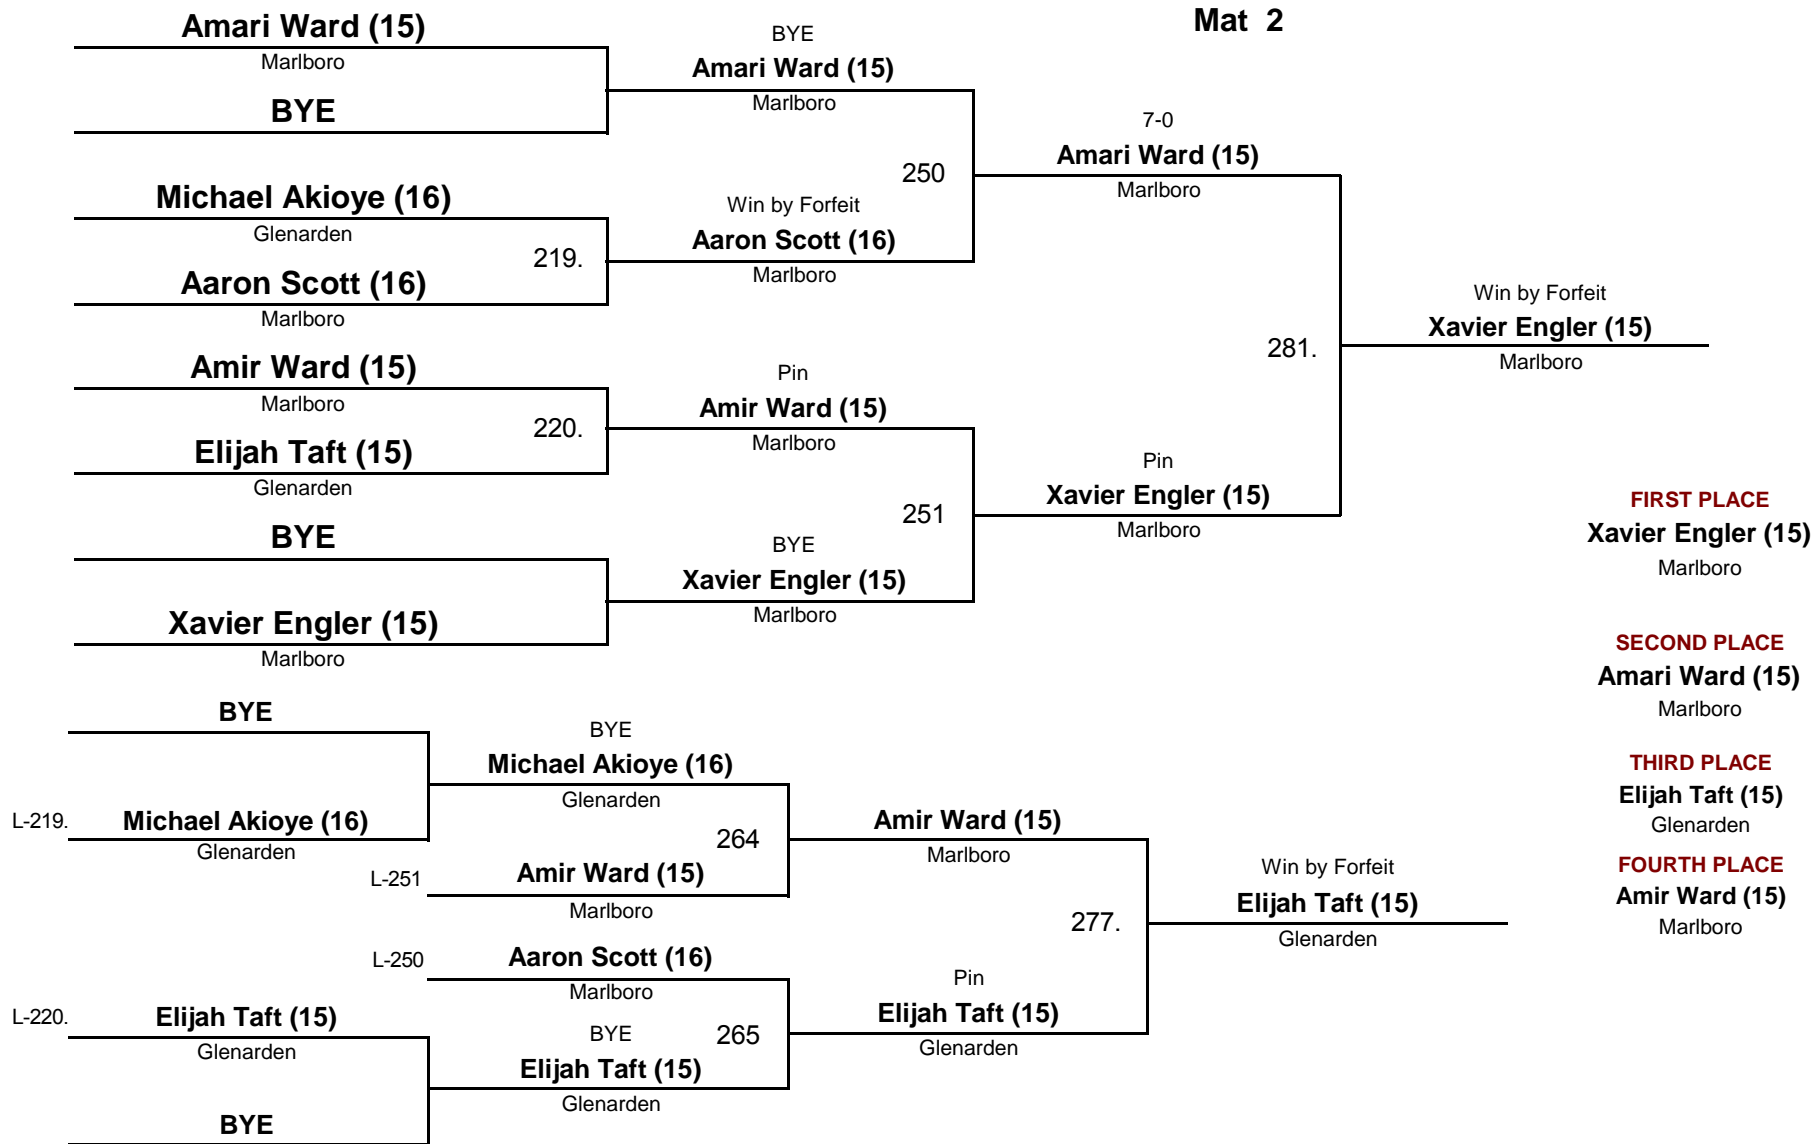 Mat 2
Amari Ward (15)
Marlboro
BYE
BYE
Amari Ward (15)
Marlboro
Michael Akioye (16)
Glenarden
219.
Aaron Scott (16)
Marlboro
Win by Forfeit
Aaron Scott (16)
Marlboro
250
7-0
Amari Ward (15)
Marlboro
Amir Ward (15)
Marlboro
220.
Elijah Taft (15)
Glenarden
Pin
Amir Ward (15)
Marlboro
BYE
Xavier Engler (15)
Marlboro
BYE
Xavier Engler (15)
Marlboro
251
Pin
Xavier Engler (15)
Marlboro
281.
Win by Forfeit
Xavier Engler (15)
Marlboro
FIRST PLACE
Xavier Engler (15)
Marlboro
SECOND PLACE
Amari Ward (15)
Marlboro
THIRD PLACE
Elijah Taft (15)
Glenarden
FOURTH PLACE
Amir Ward (15)
Marlboro
BYE
L-219.
Michael Akioye (16)
Glenarden
BYE
Michael Akioye (16)
Glenarden
264
L-251
Amir Ward (15)
Marlboro
Amir Ward (15)
Marlboro
L-250
Aaron Scott (16)
Marlboro
L-220.
Elijah Taft (15)
Glenarden
BYE
BYE
Elijah Taft (15)
Glenarden
265
Pin
Elijah Taft (15)
Glenarden
277.
Win by Forfeit
Elijah Taft (15)
Glenarden